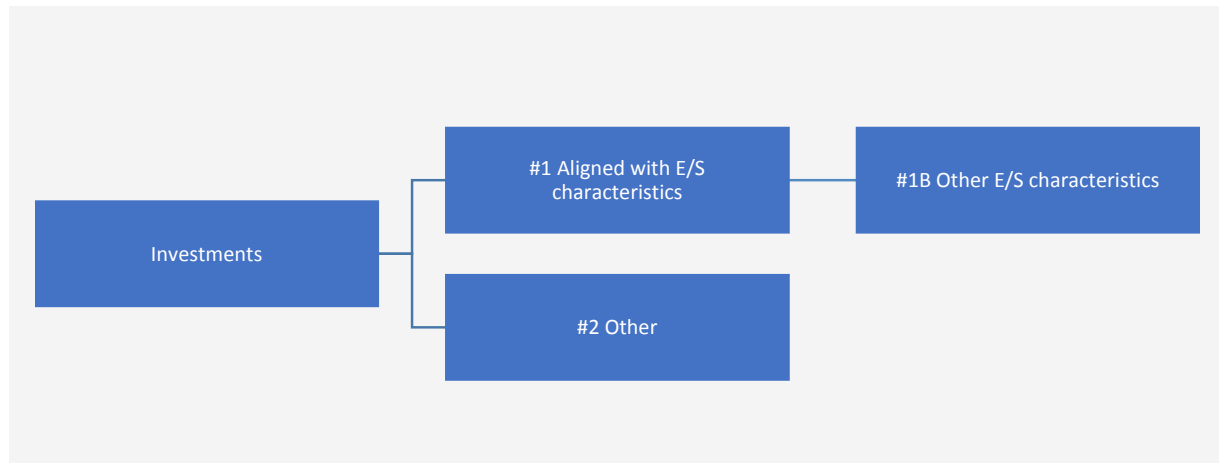 #1 Aligned with E/S
characteristics
#1B Other E/S characteristics
Investments
#2 Other